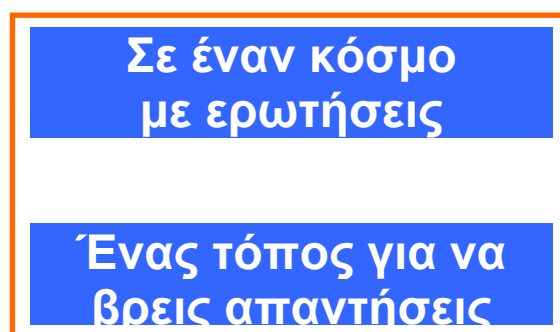 Σε έναν κόσμο
με ερωτήσεις
Ένας τόπος για να
βρεις απαντήσεις